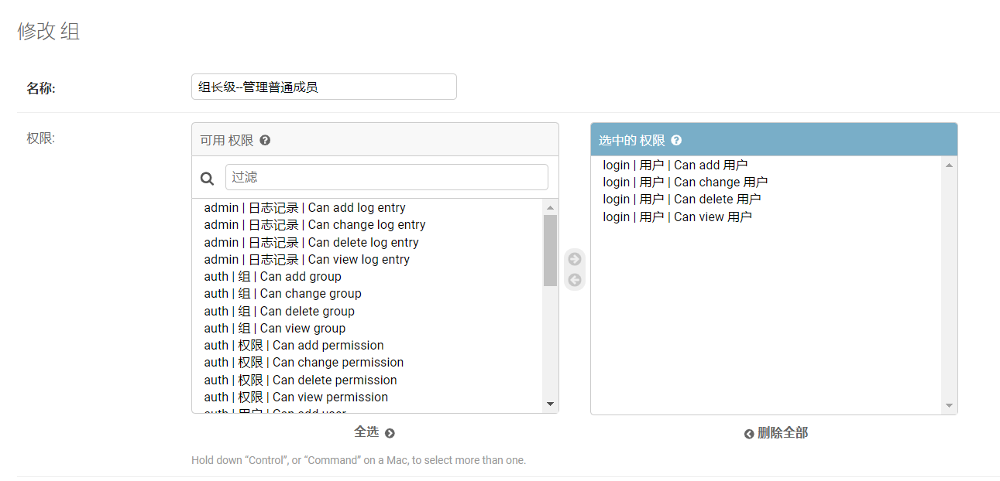 修改 组
名称:
组长级--管理普通成员
权限:
可用 权限
过滤
admin | 日志记录 | Can add log entry
admin | 日志记录 | Can change log entry
admin | 日志记录 | Can delete log entry
admin | 日志记录 | Can view log entry
auth | 组 | Can add group
auth | 组 | Can change group
auth | 组 | Can delete group
auth | 组 | Can view group
auth | 权限 | Can add permission
auth | 权限 | Can change permission
auth | 权限 | Can delete permission
auth | 权限 | Can view permission
auth | 用户 | Can add user
全选
选中的 权限
login | 用户 | Can add 用户
login | 用户 | Can change 用户
login | 用户 | Can delete 用户
login | 用户 | Can view 用户
删除全部
Hold down “Control”, or “Command” on a Mac, to select more than one.